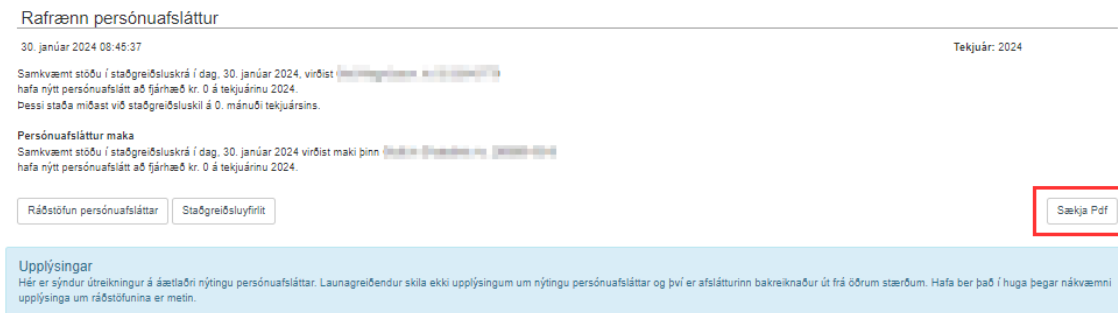 Rafrænn persónuafsláttur
30. janúar 2024 08:45:37 Tekjuár: 2024
Samkvæmt stöðu í staðgreiðsluskrá í dag, 30. janúar 2024, virðist
hafa nýtt persónuafslátt að fjárhæð kr. 0 á tekjuárinu 2024.
Þessi staða miðast við staðgreiðsluskil á 0. mánuði tekjuársins.
Persónuafsláttur maka
Samkvæmt stöðu í staðgreiðsluskrá í dag, 30. janúar 2024 virðist maki þinn
hafa nýtt persónuafslátt að fjárhæð kr. 0 á tekjuárinu 2024.
Ráðstöfun persónuafsláttar Staðgreiðsluyfirlit Sækja Pdf
Upplýsingar
Hér er sýndur útreikningur á áætlaðri nýtingu persónuafsláttar. Launagreiðendur skila ekki upplýsingum um nýtingu persónuafsláttar og því er afslátturinn bakreiknaður út frá öðrum stærðum. Hafa ber það í huga þegar nákvæmni
upplýsinga um ráðstöfunina er metin.